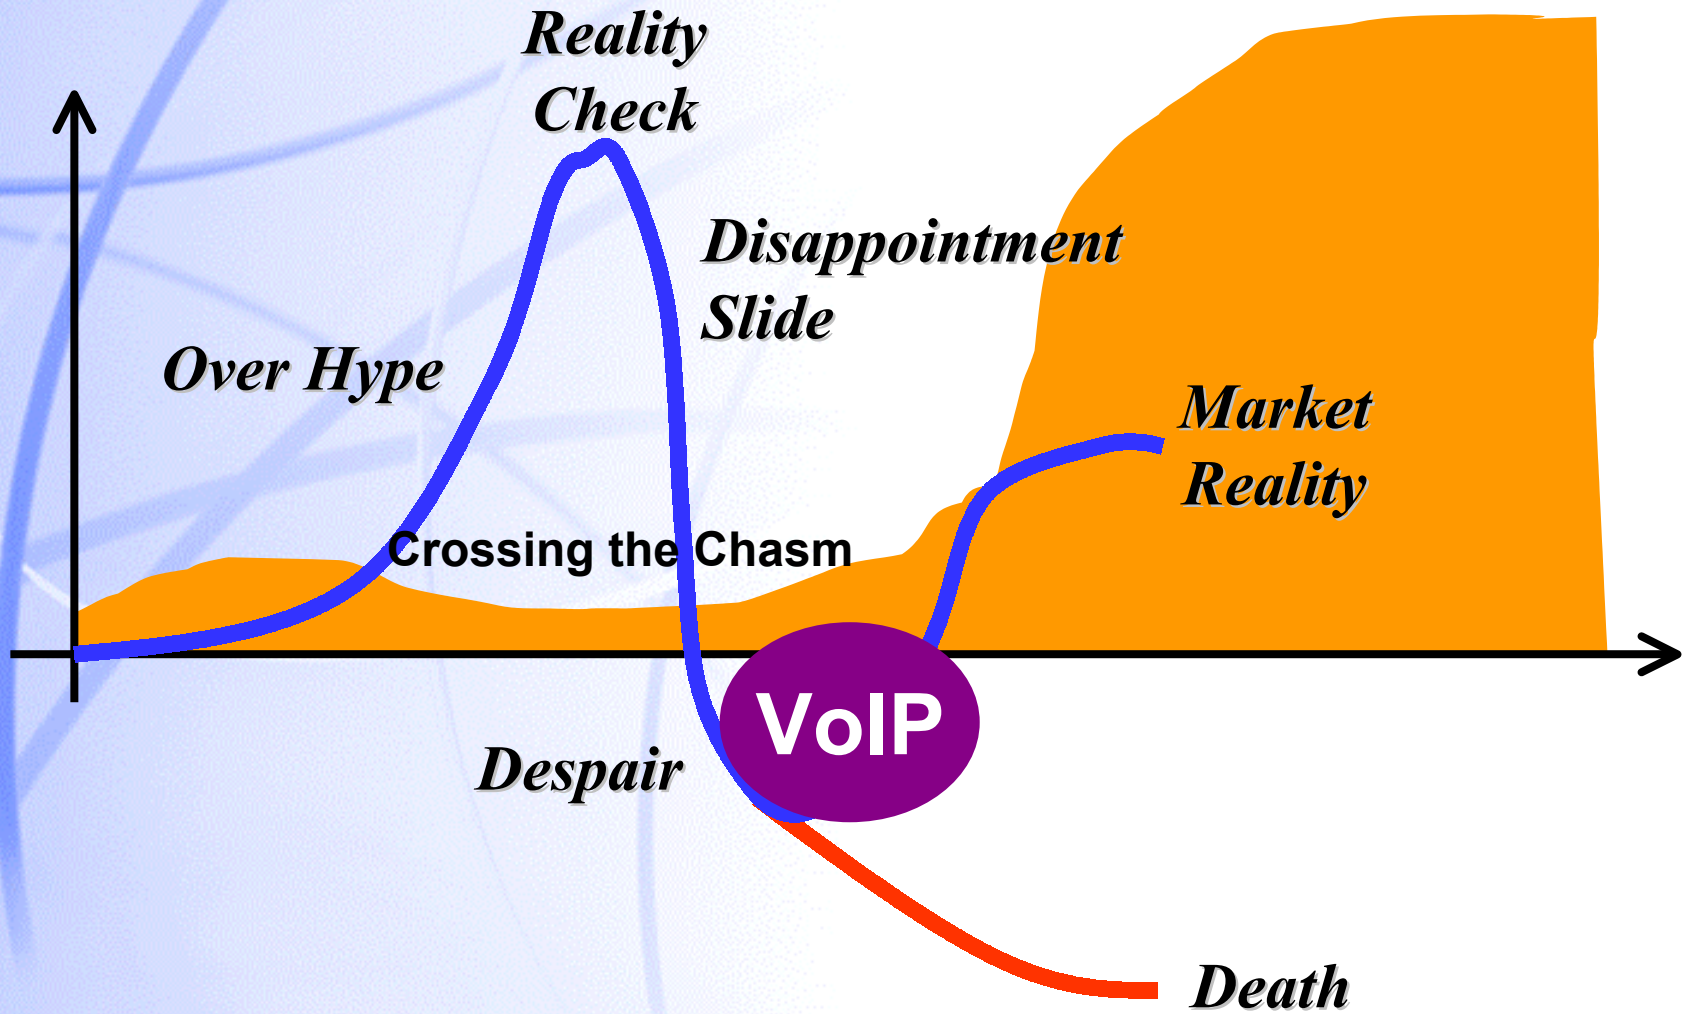 Reality
Check
Disappointment
Slide
Over Hype
Market
Reality
Crossing the Chasm
VoIP
Despair
Death